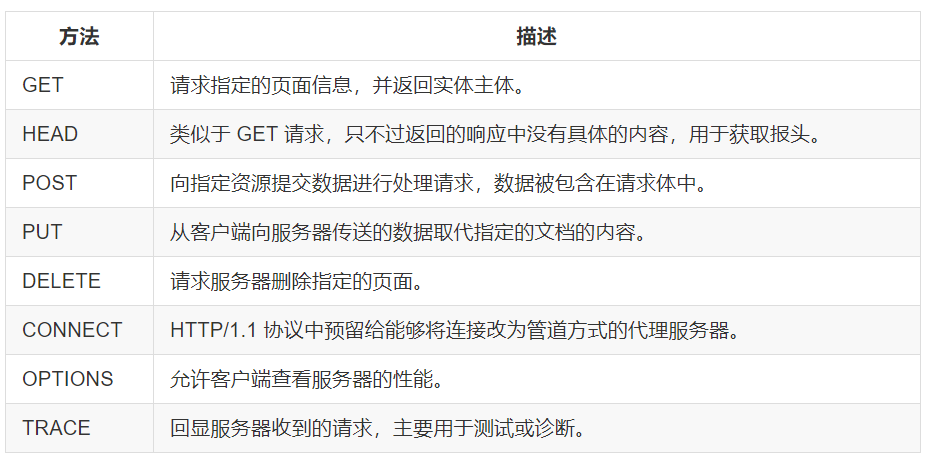 方法 描述
GET 请求指定的页面信息，并返回实体主体。
HEAD 类似于 GET 请求，只不过返回的响应中没有具体的内容，用于获取报头。
POST 向指定资源提交数据进行处理请求，数据被包含在请求体中。
PUT 从客户端向服务器传送的数据取代指定的文档的内容。
DELETE 请求服务器删除指定的页面。
CONNECT HTTP/1.1 协议中预留给能够将连接改为管道方式的代理服务器。
OPTIONS 允许客户端查看服务器的性能。
TRACE 回显服务器收到的请求，主要用于测试或诊断。